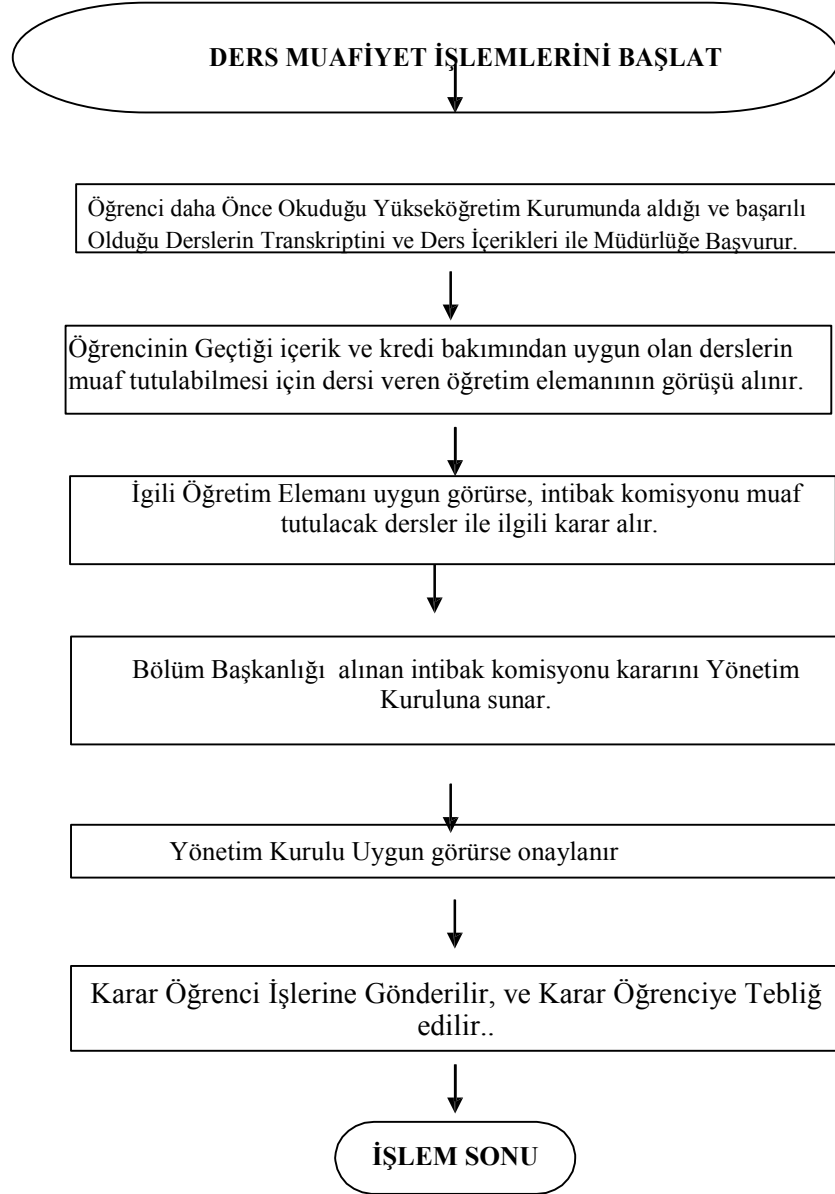 DERS MUAFİYET İŞLEMLERİNİ BAŞLAT
Öğrenci daha Önce Okuduğu Yükseköğretim Kurumunda aldığı ve başarılı
Olduğu Derslerin Transkriptini ve Ders İçerikleri ile Müdürlüğe Başvurur.
Öğrencinin Geçtiği içerik ve kredi bakımından uygun olan derslerin
muaf tutulabilmesi için dersi veren öğretim elemanının görüşü alınır.
İgili Öğretim Elemanı uygun görürse, intibak komisyonu muaf
tutulacak dersler ile ilgili karar alır.
Bölüm Başkanlığı alınan intibak komisyonu kararını Yönetim
Kuruluna sunar.
Yönetim Kurulu Uygun görürse onaylanır
Karar Öğrenci İşlerine Gönderilir, ve Karar Öğrenciye Tebliğ
edilir..
İŞLEM SONU